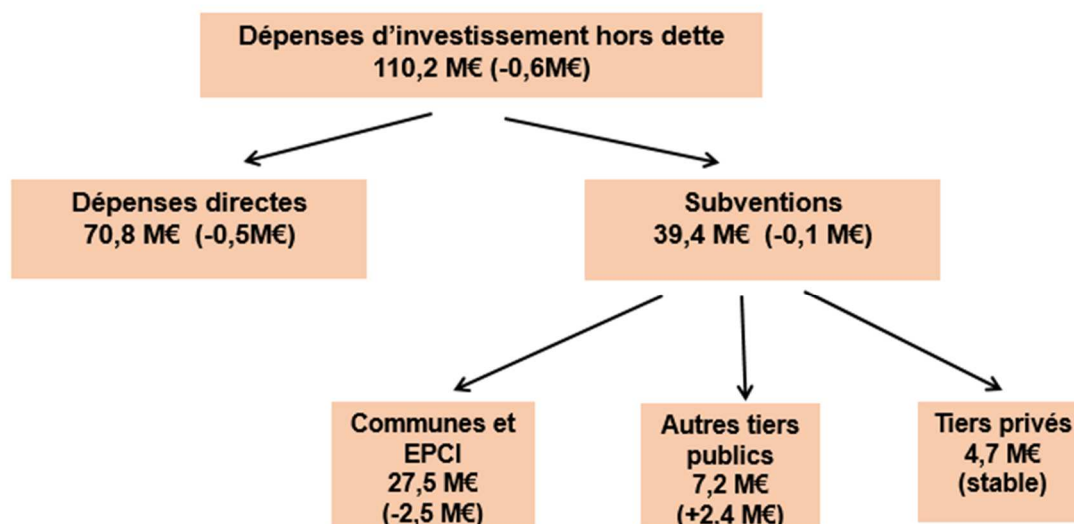 Dépenses d’investissement hors dette
110,2 M€ (-0,6M€)
Dépenses directes
70,8 M€ (-0,5M€)
Subventions
39,4 M€ (-0,1 M€)
Communes et
EPCI
27,5 M€
(-2,5 M€)
Autres tiers
publics
7,2 M€
(+2,4 M€)
Tiers privés
4,7 M€
(stable)